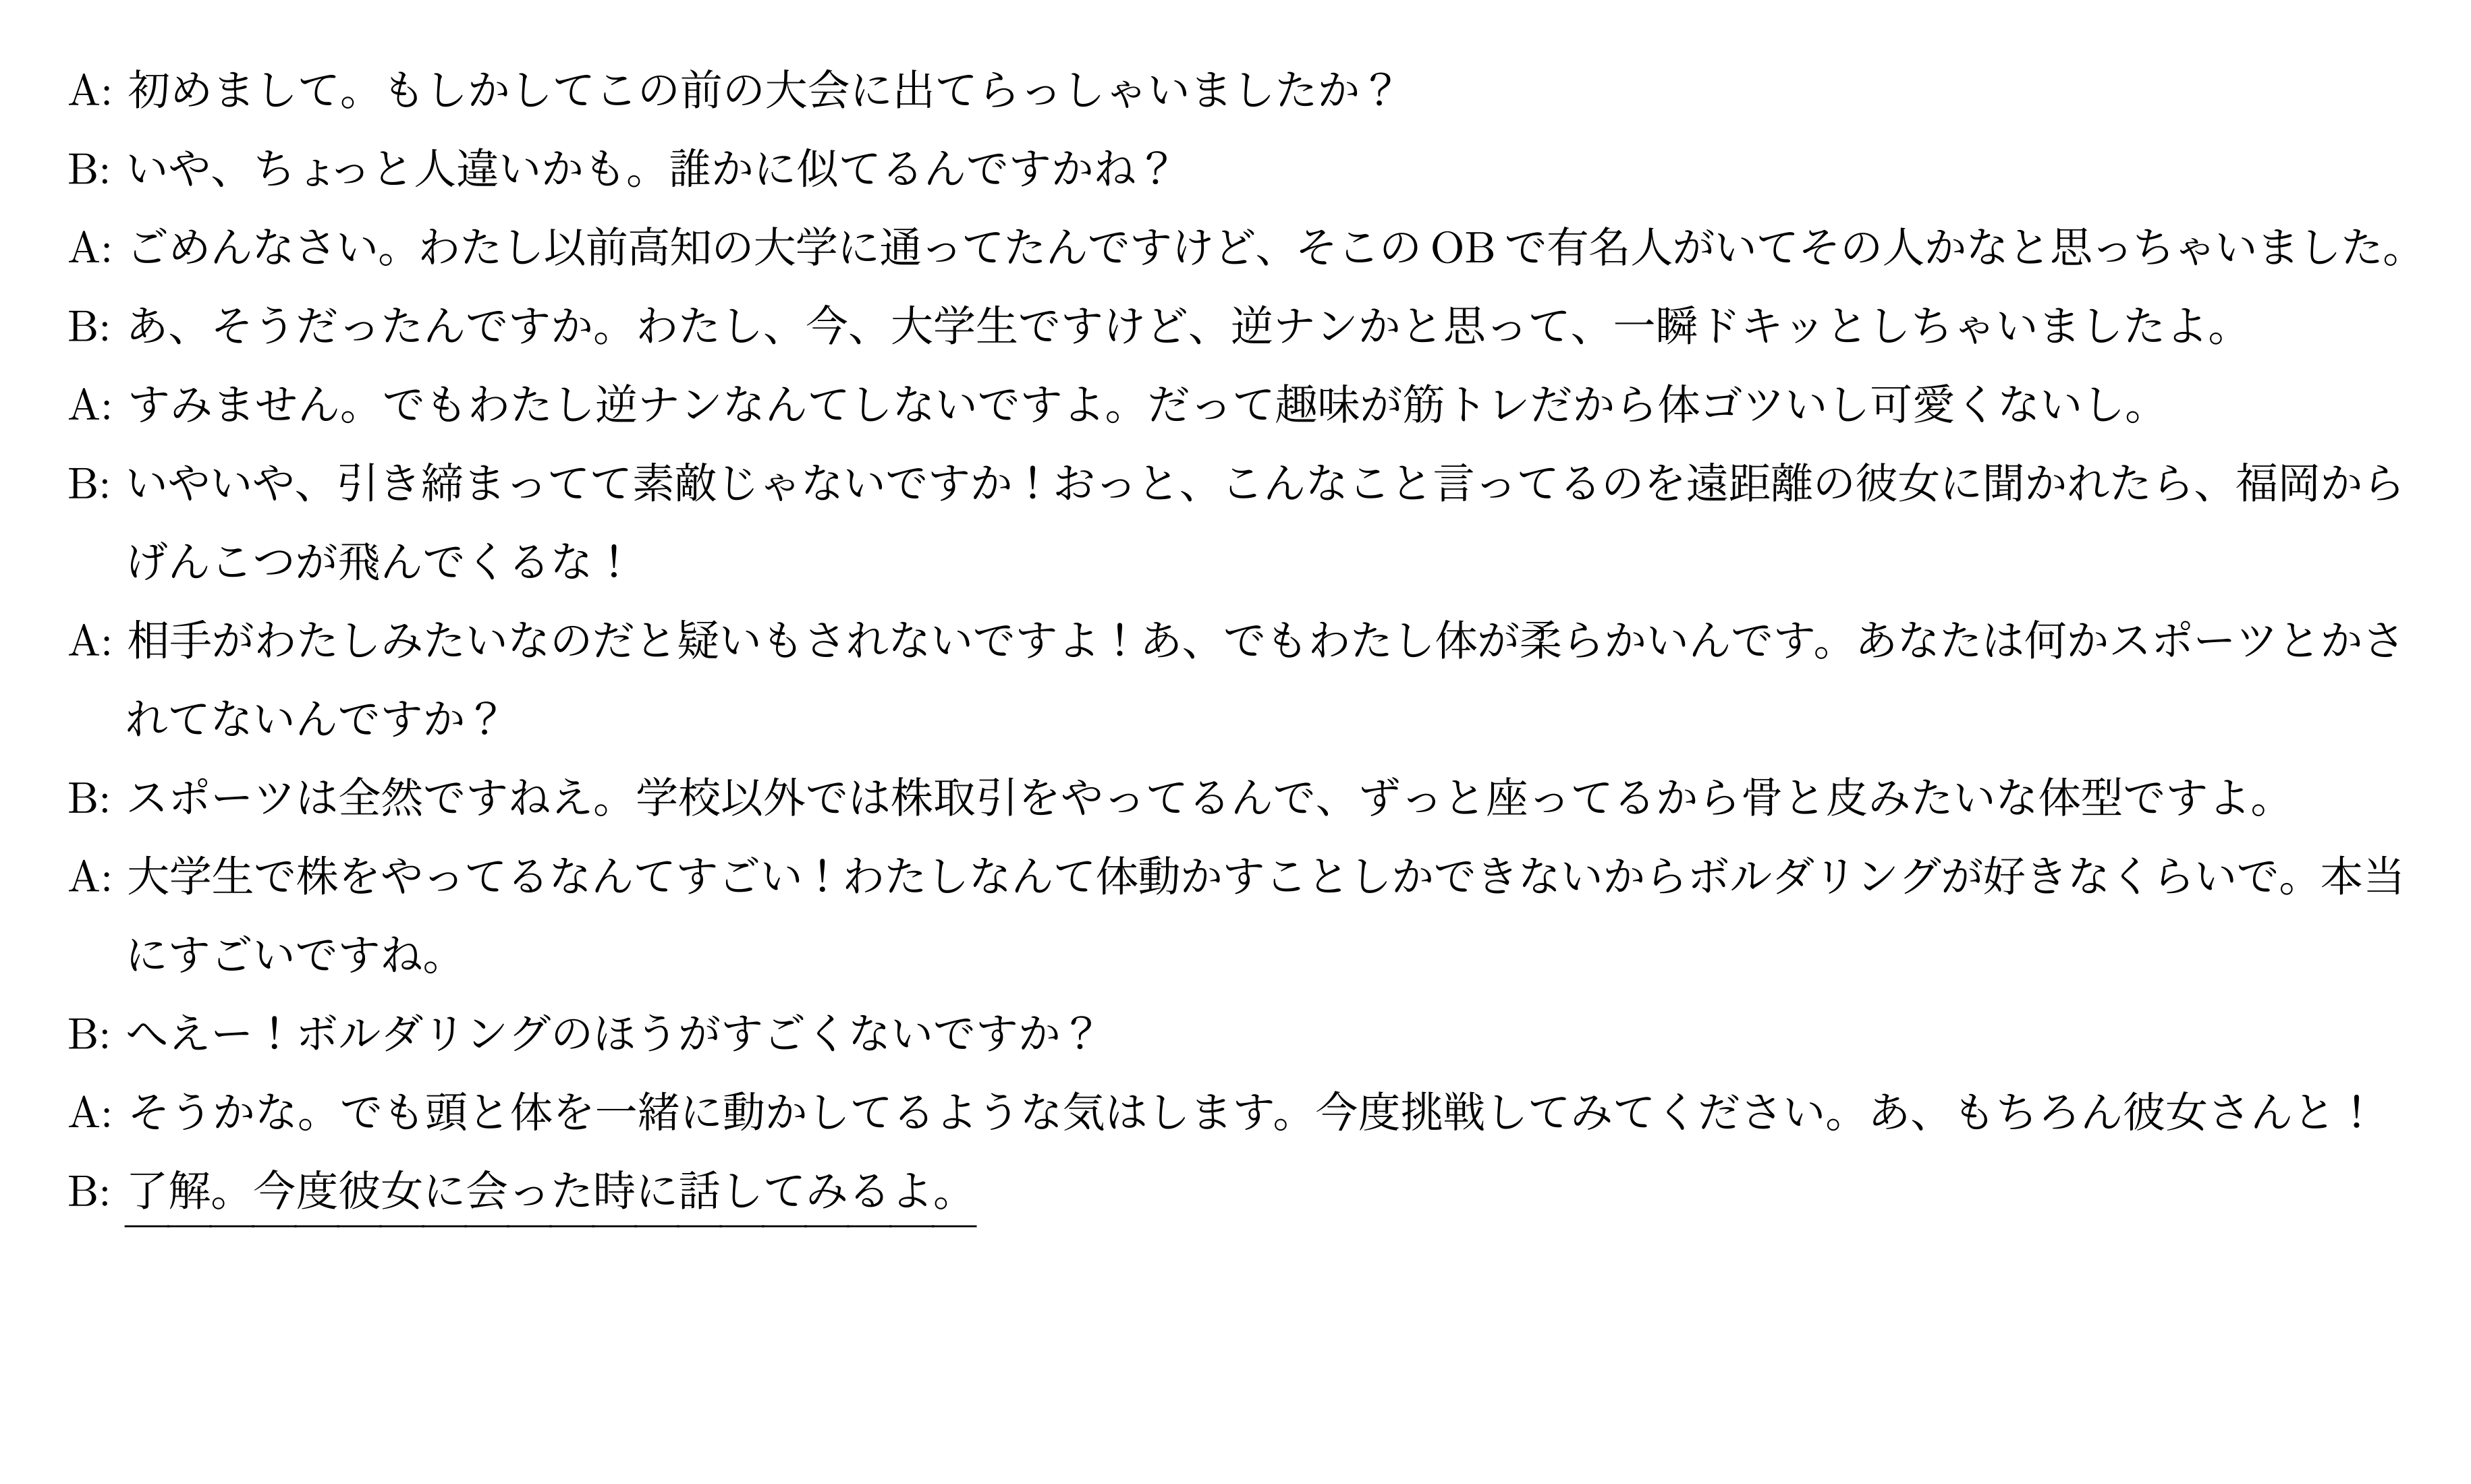 A: 初めまして。もしかしてこの前の大会に出てらっしゃいましたか？
B: いや、ちょっと人違いかも。誰かに似てるんですかね？
A: ごめんなさい。わたし以前高知の大学に通ってたんですけど、そこの OB で有名人がいてその人かなと思っちゃいました。
B: あ、そうだったんですか。わたし、今、大学生ですけど、逆ナンかと思って、一瞬ドキッとしちゃいましたよ。
A: すみません。でもわたし逆ナンなんてしないですよ。だって趣味が筋トレだから体ゴツいし可愛くないし。
B: いやいや、引き締まってて素敵じゃないですか！おっと、こんなこと言ってるのを遠距離の彼女に聞かれたら、福岡から
げんこつが飛んでくるな！
A: 相手がわたしみたいなのだと疑いもされないですよ！あ、でもわたし体が柔らかいんです。あなたは何かスポーツとかさ
れてないんですか？
B: スポーツは全然ですねえ。学校以外では株取引をやってるんで、ずっと座ってるから骨と皮みたいな体型ですよ。
A: 大学生で株をやってるなんてすごい！わたしなんて体動かすことしかできないからボルダリングが好きなくらいで。本当
にすごいですね。
B: へえー！ボルダリングのほうがすごくないですか？
A: そうかな。でも頭と体を一緒に動かしてるような気はします。今度挑戦してみてください。あ、もちろん彼女さんと！
B: 了解。今度彼女に会った時に話してみるよ。